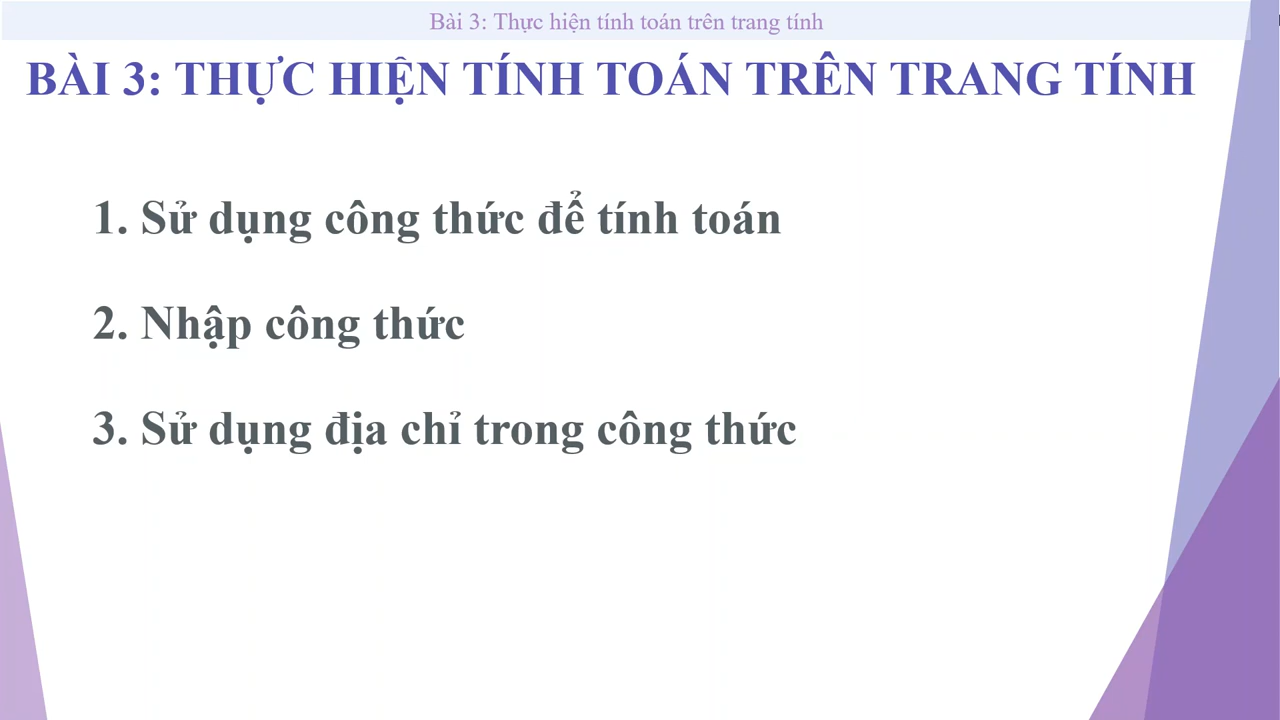 Bài 3: Thực hiện tính toán trên trang tính
BÀI 3: THỰC HIỆN TÍNH TOÁN TRÊN TRANG TÍNH
1. Sử dụng công thức để tính toán
2. Nhập công thức
3. Sử dụng địa chỉ trong công thức